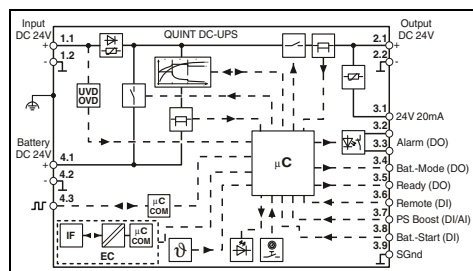 Input
DC 24V
QUINT DC-UPS
Output
DC 24V
1.1
+
1.2
-
2.1
+
2.2
-
UVD
OVD
3.1
24V 20mA
3.2
3.3
Alarm (DO)
Battery
DC 24V
4.1
+
4.2
-
4.3
µC
µC
COM
3.4
Bat.-Mode (DO)
3.5
Ready (DO)
3.6
Remote (DI)
3.7
PS Boost (DI/AI)
3.8
Bat.-Start (DI)
3.9
SGnd
IF
µC
COM
EC
ϑ